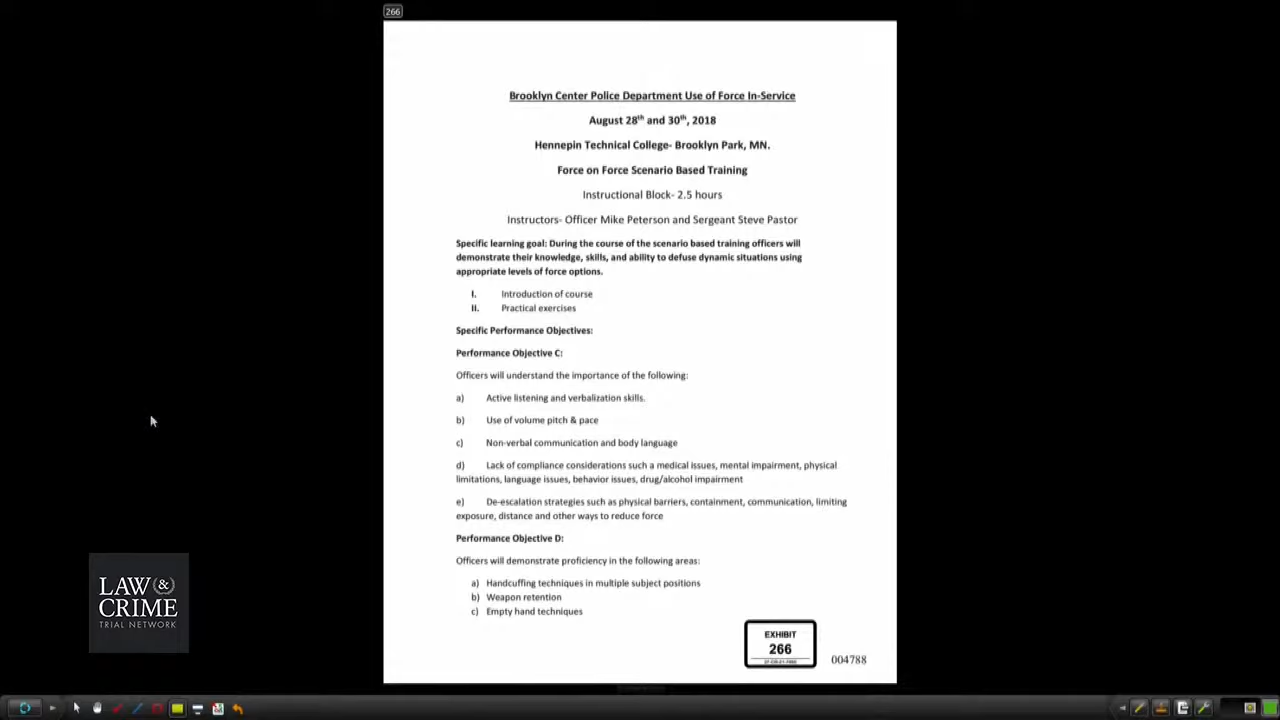 266
Brooklyn Center Police Department Use of Force In-Service
August 28th and 30th, 2018
Hennepin Technical College- Brooklyn Park, MN.
Force on Force Scenario Based Training
Instructional Block- 2.5 hours
Instructors- Officer Mike Peterson and Sergeant Steve Pastor
Specific learning goal: During the course of the scenario based training officers will
demonstrate their knowledge, skills, and ability to defuse dynamic situations using
appropriate levels of force options.
I. Introduction of course
II. Practical exercises
Specific Performance Objectives:
Performance Objective C:
Officers will understand the importance of the following:
a) Active listening and verbalization skills.
b) Use of volume pitch & pace
c) Non-verbal communication and body language
d) Lack of compliance considerations such a medical issues, mental impairment, physical
limitations, language issues, behavior issues, drug/alcohol impairment
e) De-escalation strategies such as physical barriers, containment, communication, limiting
exposure, distance and other ways to reduce force
Performance Objective D:
Officers will demonstrate proficiency in the following areas:
a) Handcuffing techniques in multiple subject positions
b) Weapon retention
c) Empty hand techniques
EXHIBIT
266
004788
LAW &
CRIME
TRIAL NETWORK